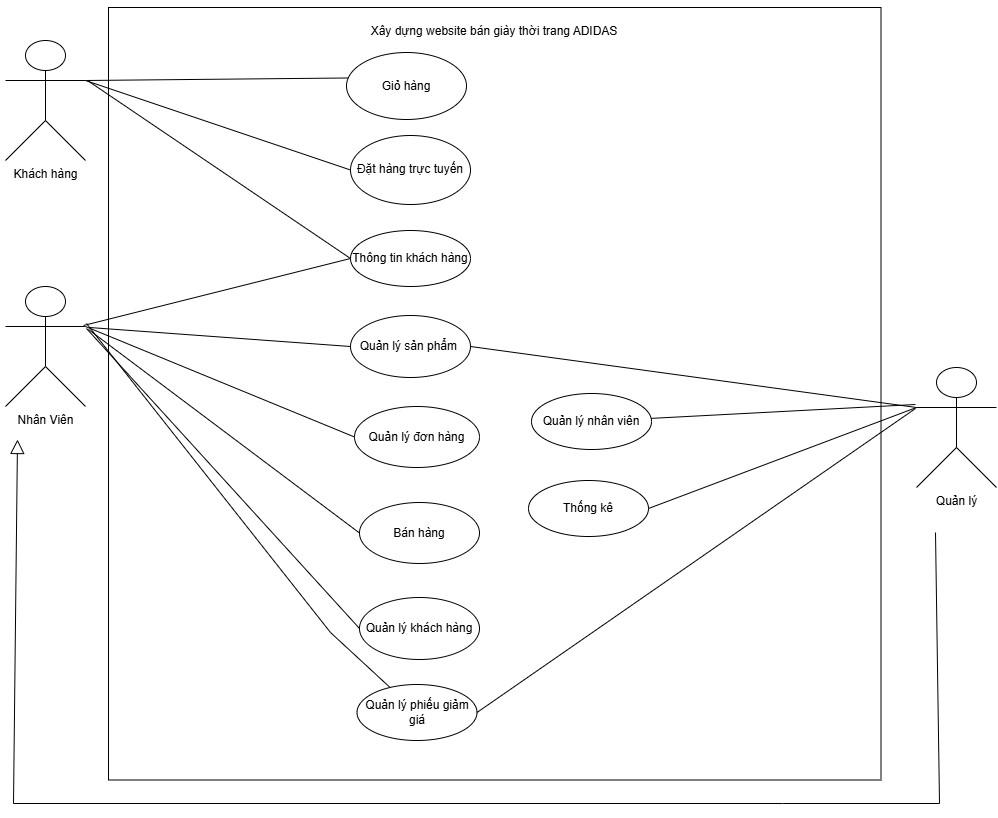 Xây dựng website bán giày thời trang ADIDAS
Giỏ hàng
Đặt hàng trực tuyến
Khách hàng
Thông tin khách hàng
Quản lý sản phẩm
Nhân Viên
Quản lý nhân viên
Quản lý đơn hàng
Quản lý
Thống kê
Bán hàng
Quản lý khách hàng
Quản lý phiếu giảm
giá